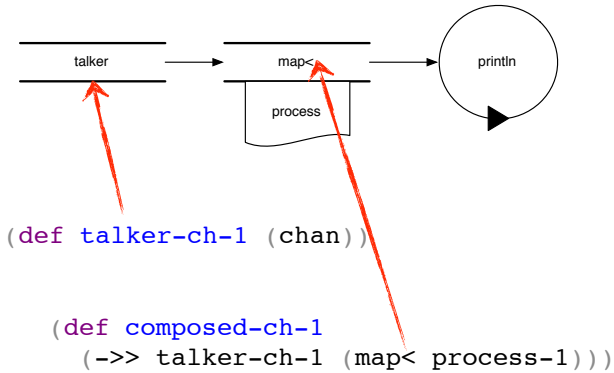 talker
map<
println
process
(def talker-ch-1 (chan))
(def composed-ch-1
(->> talker-ch-1 (map< process-1)))